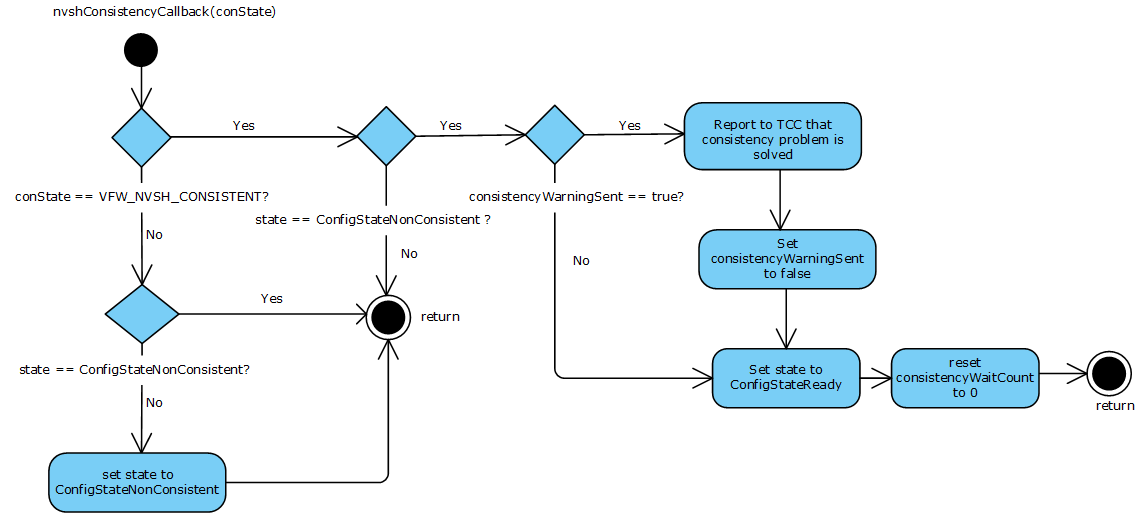 nvshConsistencyCallback(conState)
Yes
Yes
Yes
Report to TCC that
consistency problem is
solved
conState == VFW_NVSH_CONSISTENT?
state == ConfigStateNonConsistent ?
consistencyWarningSent == true?
No
No
No
Set
consistencyWarningSent
to false
Yes
return
state == ConfigStateNonConsistent?
Set state to
ConfigStateReady
reset
consistencyWaitCount
to 0
return
No
set state to
ConfigStateNonConsistent